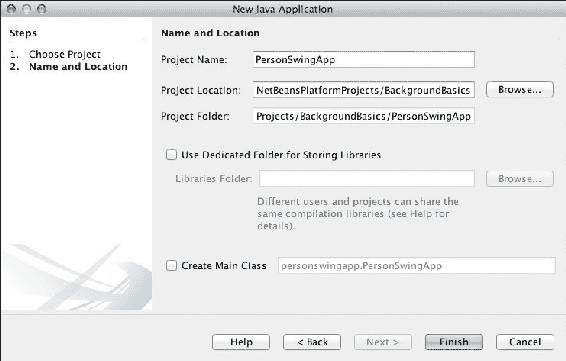 New Java Application
Steps
1. Choose Project
2. Name and Location
Name and Location
Project Name: PersonSwingApp
Project Location: NetBeansPlatformProjects/BackgroundBasics Browse...
Project Folder: Projects/BackgroundBasics/PersonSwingApp
Use Dedicated Folder for Storing Libraries
Libraries Folder: Browse...
Different users and projects can share the
same compilation libraries (see Help for
details).
Create Main Class personswingapp.PersonSwingApp
Help < Back Next > Finish Cancel